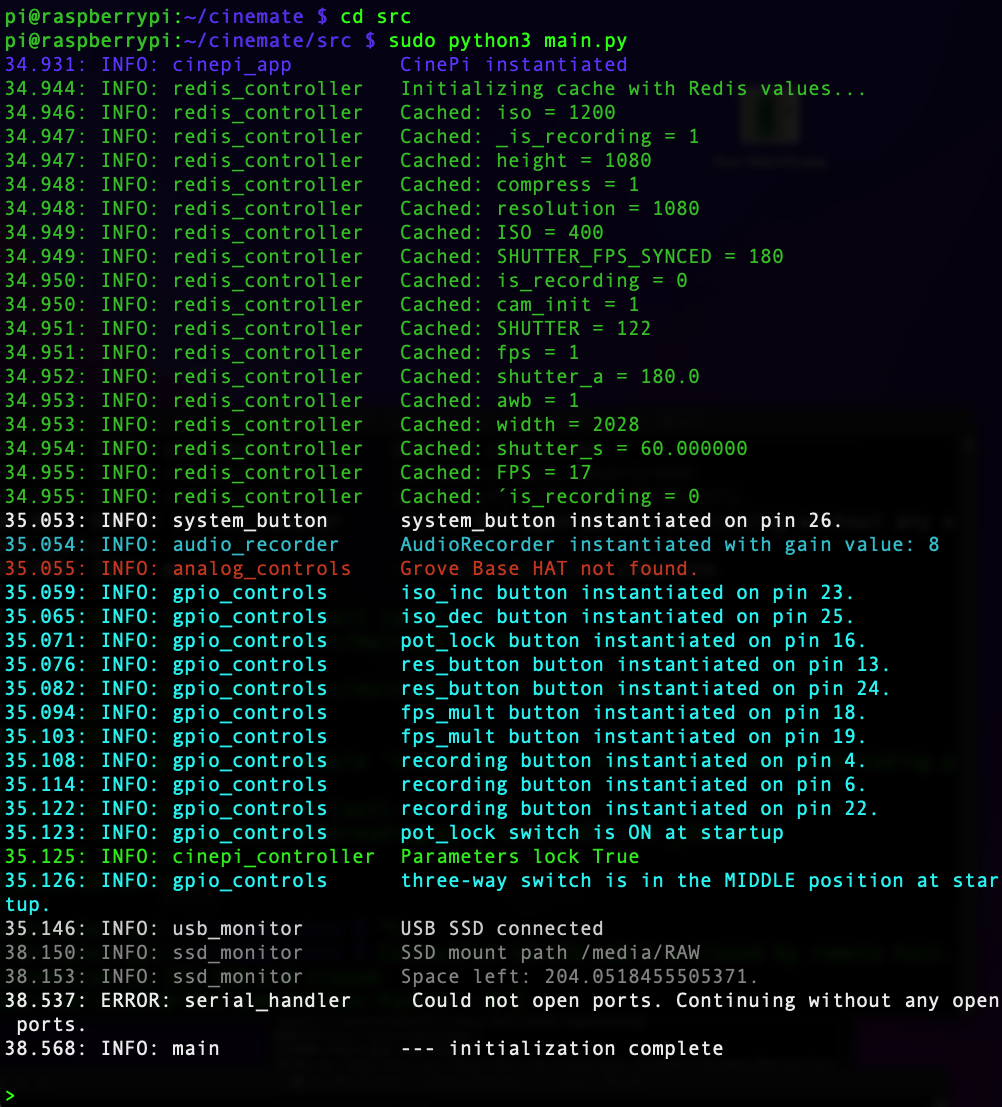 pi@raspberrypi:~/cinemate $ cd src
pi@raspberrypi:~/cinemate/src $ sudo python3 main.py
34.931: INFO: cinepi_app         CinePi instantiated
34.944: INFO: redis_controller   Initializing cache with Redis values...
34.946: INFO: redis_controller   Cached: iso = 1200
34.947: INFO: redis_controller   Cached: _is_recording = 1
34.947: INFO: redis_controller   Cached: height = 1080
34.948: INFO: redis_controller   Cached: compress = 1
34.948: INFO: redis_controller   Cached: resolution = 1080
34.949: INFO: redis_controller   Cached: ISO = 400
34.949: INFO: redis_controller   Cached: SHUTTER_FPS_SYNCED = 180
34.950: INFO: redis_controller   Cached: is_recording = 0
34.950: INFO: redis_controller   Cached: cam_init = 1
34.951: INFO: redis_controller   Cached: SHUTTER = 122
34.951: INFO: redis_controller   Cached: fps = 1
34.952: INFO: redis_controller   Cached: shutter_a = 180.0
34.953: INFO: redis_controller   Cached: awb = 1
34.953: INFO: redis_controller   Cached: width = 2028
34.954: INFO: redis_controller   Cached: shutter_s = 60.000000
34.955: INFO: redis_controller   Cached: FPS = 17
34.955: INFO: redis_controller   Cached: ´is_recording = 0
35.053: INFO: system_button      system_button instantiated on pin 26.
35.054: INFO: audio_recorder     AudioRecorder instantiated with gain value: 8
35.055: INFO: analog_controls    Grove Base HAT not found.
35.059: INFO: gpio_controls      iso_inc button instantiated on pin 23.
35.065: INFO: gpio_controls      iso_dec button instantiated on pin 25.
35.071: INFO: gpio_controls      pot_lock button instantiated on pin 16.
35.076: INFO: gpio_controls      res_button button instantiated on pin 13.
35.082: INFO: gpio_controls      res_button button instantiated on pin 24.
35.094: INFO: gpio_controls      fps_mult button instantiated on pin 18.
35.103: INFO: gpio_controls      fps_mult button instantiated on pin 19.
35.108: INFO: gpio_controls      recording button instantiated on pin 4.
35.114: INFO: gpio_controls      recording button instantiated on pin 6.
35.122: INFO: gpio_controls      recording button instantiated on pin 22.
35.123: INFO: gpio_controls      pot_lock switch is ON at startup
35.125: INFO: cinepi_controller  Parameters lock True
35.126: INFO: gpio_controls      three-way switch is in the MIDDLE position at star
tup.
35.146: INFO: usb_monitor        USB SSD connected
38.150: INFO: ssd_monitor        SSD mount path /media/RAW
38.153: INFO: ssd_monitor        Space left: 204.0518455505371.
38.537: ERROR: serial_handler     Could not open ports. Continuing without any open
 ports.
38.568: INFO: main               --- initialization complete
>